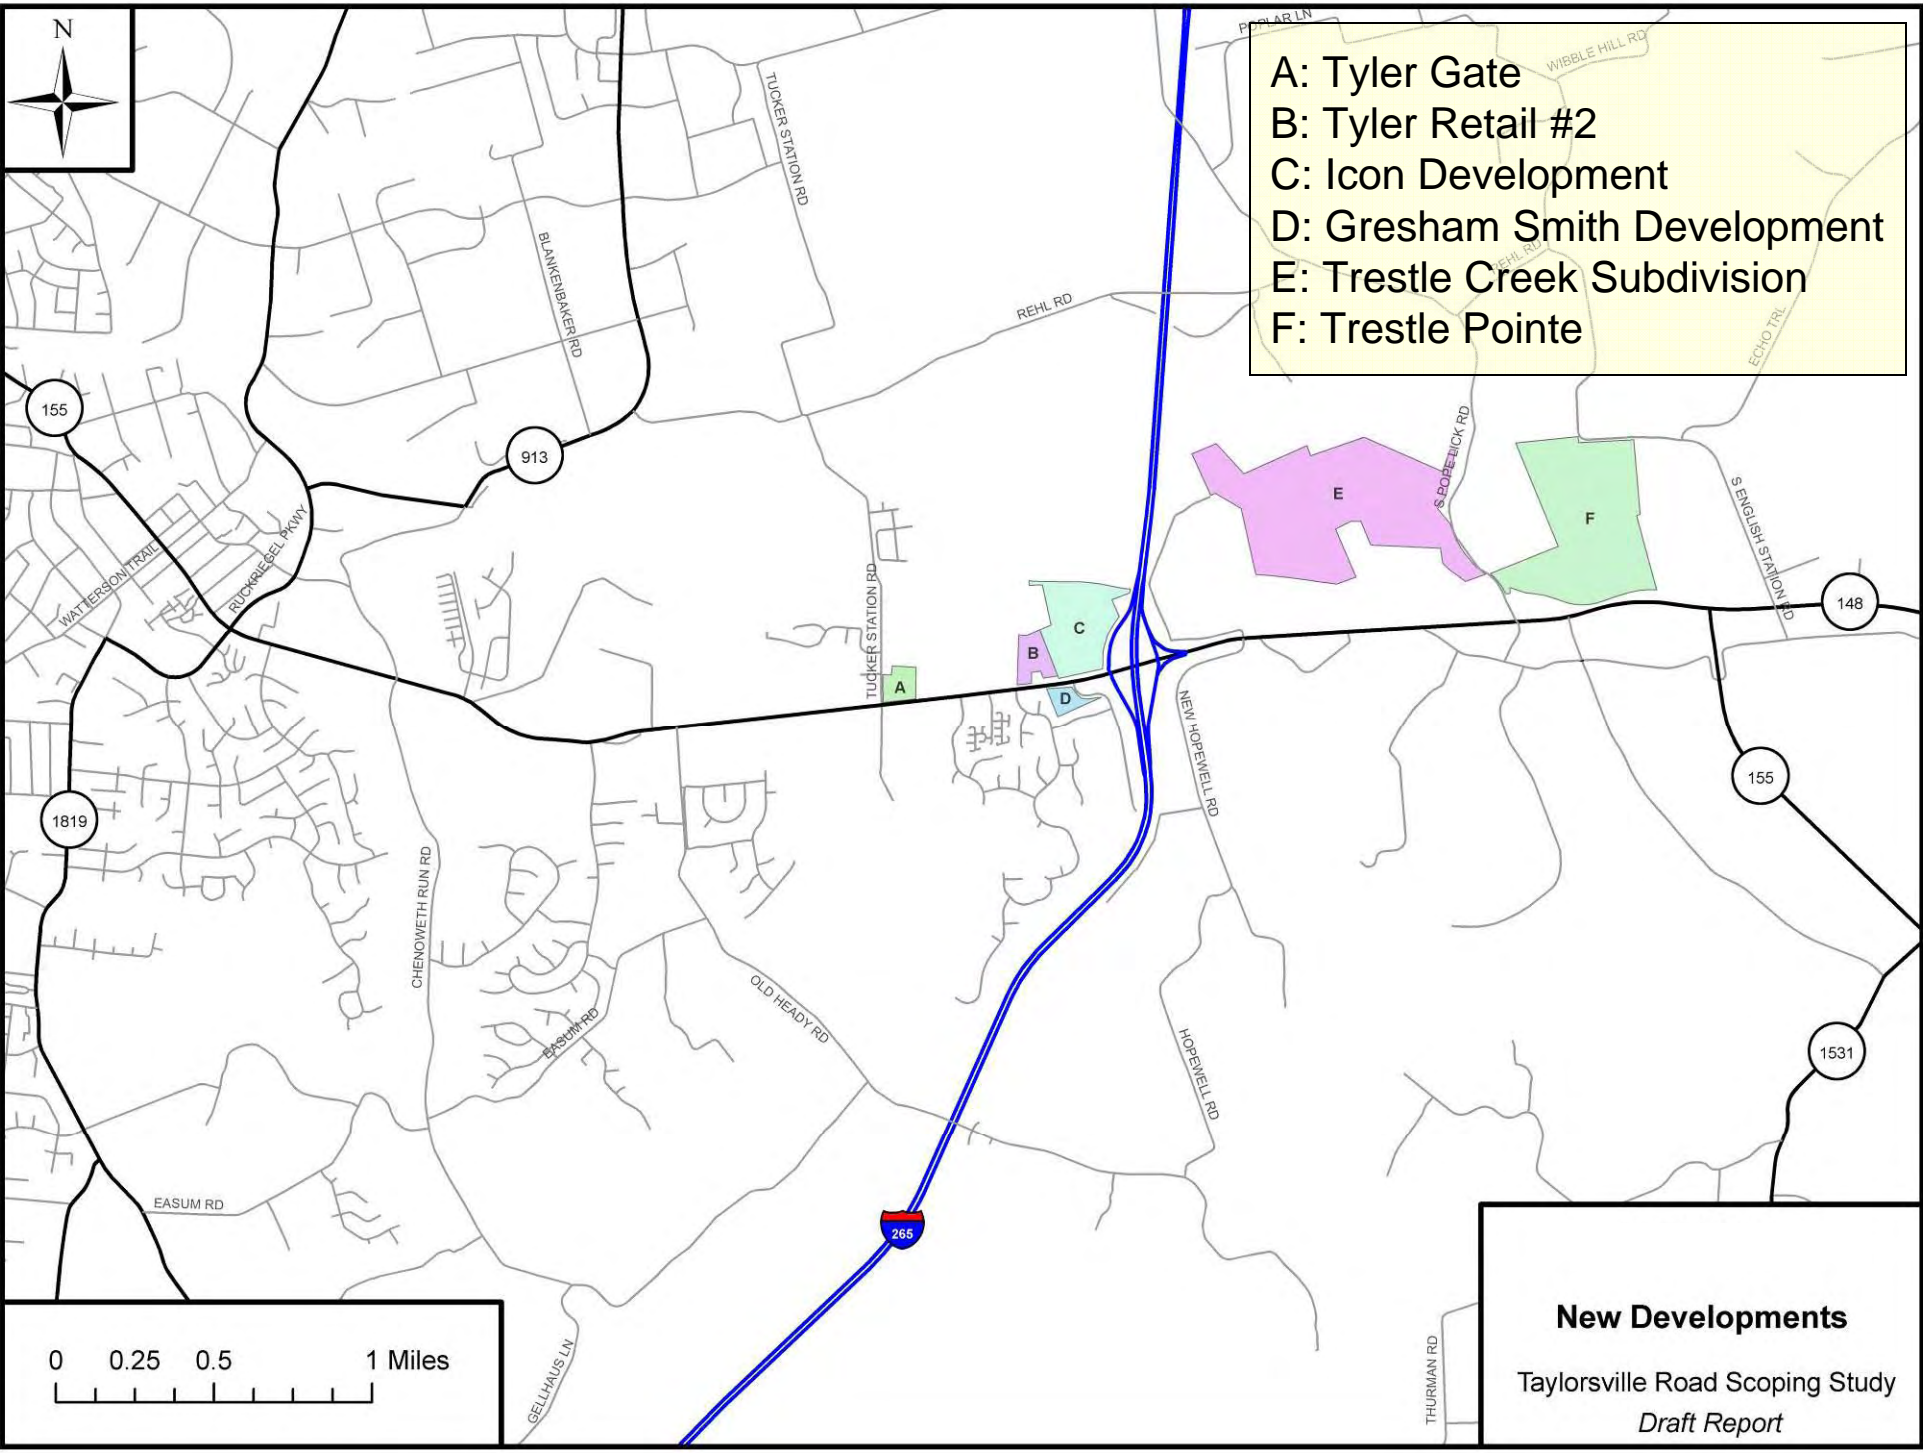 N
A: Tyler Gate
B: Tyler Retail #2
C: Icon Development
D: Gresham Smith Development
E: Trestle Creek Subdivision
F: Trestle Pointe
POPLAR LN
WIBBLE HILL RD
REHL RD
ECHO TRL
TUCKER STATION RD
BLANKENBAKER RD
REHL RD
155
913
S POPE LICK RD
E
F
S ENGLISH STATION RD
WATTERSON TRAIL
RUCKRIEGEL PKWY
TUCKER STATION RD
148
C
B
A
D
NEW HOPEWELL RD
155
1819
CHENOWETH RUN RD
OLD HEADY RD
EASUM RD
HOPEWELL RD
1531
EASUM RD
265
GELLHAUS LN
THURMAN RD
0 0.25 0.5 1 Miles
New Developments
Taylorsville Road Scoping Study
Draft Report